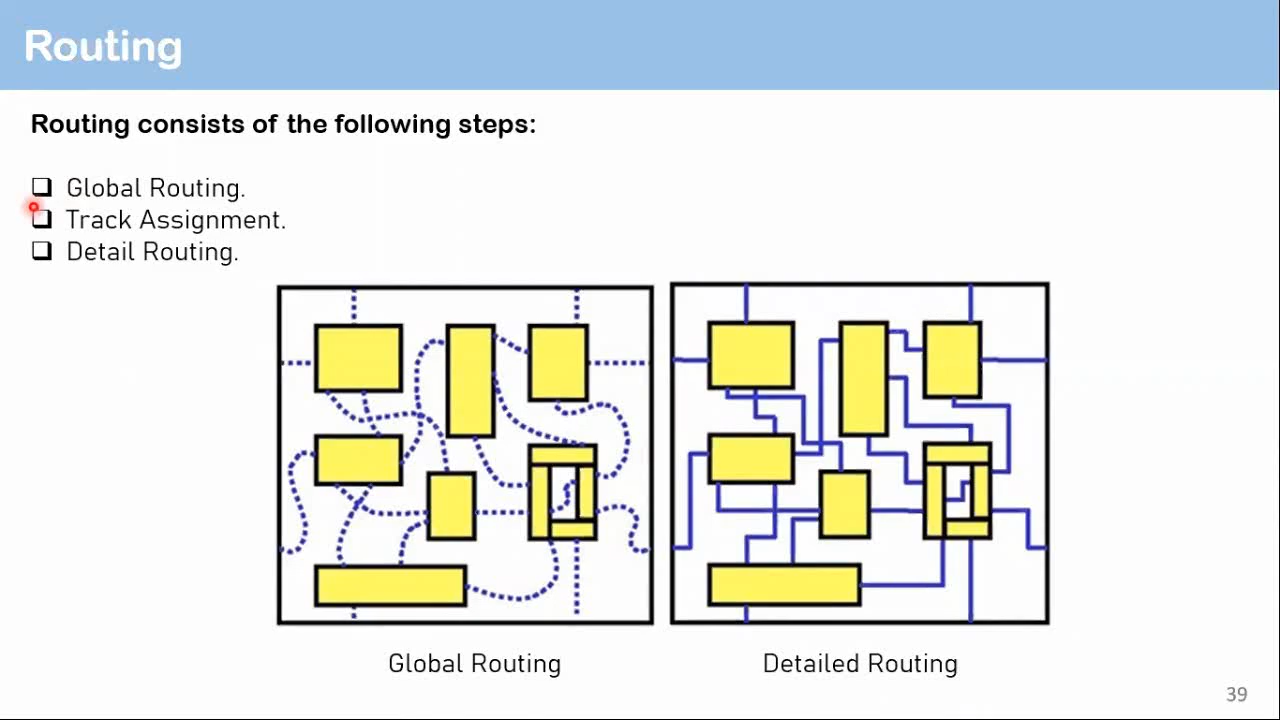 Routing
Routing consists of the following steps:
Global Routing.
Track Assignment.
Detail Routing.
Global Routing
Detailed Routing
39